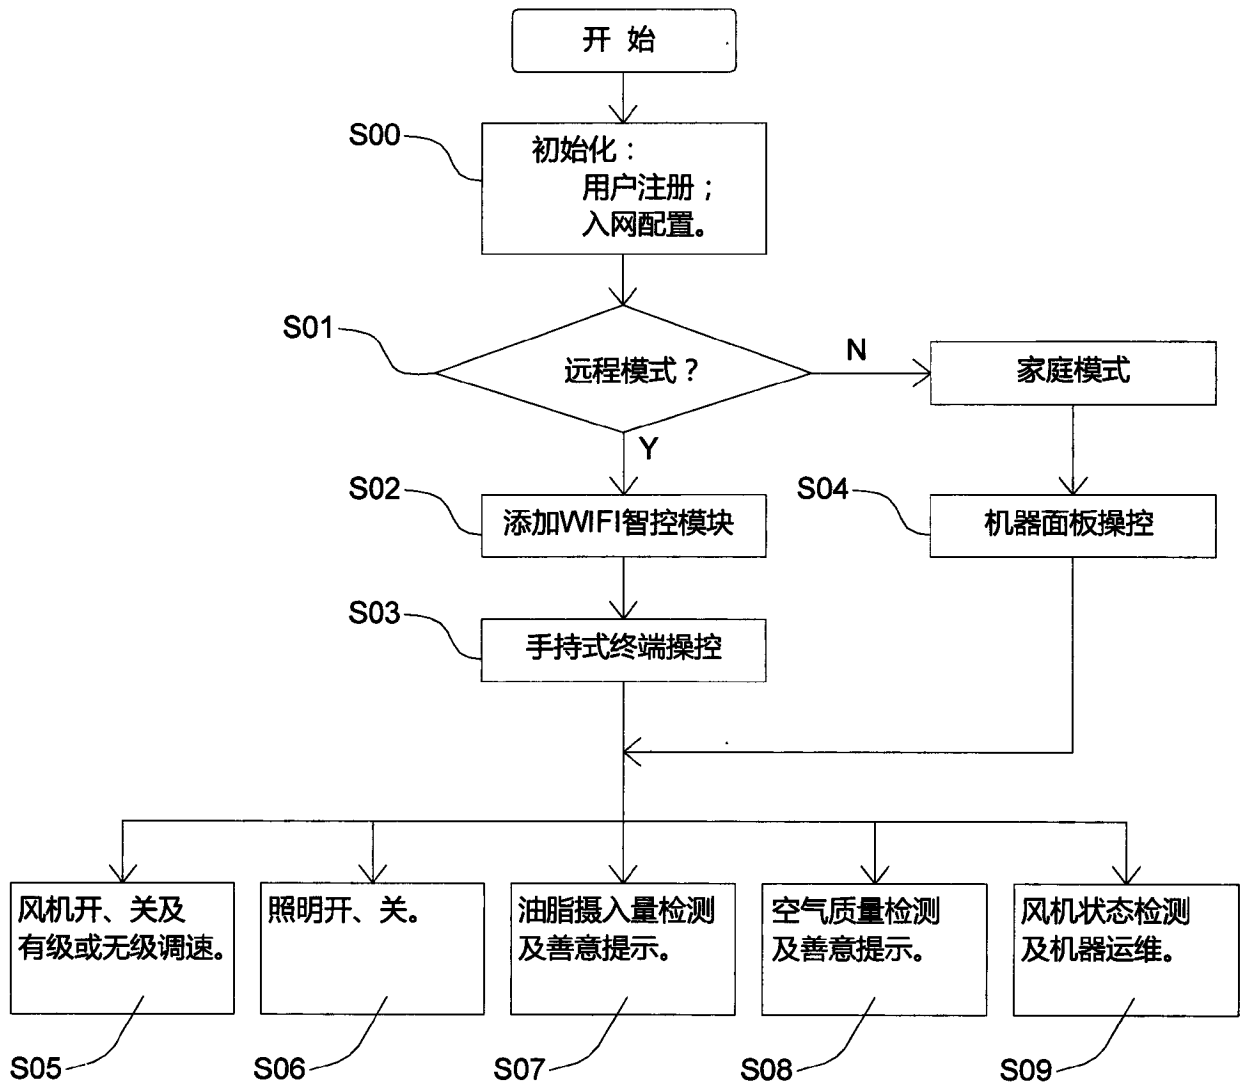 开 始
S00
初始化：
用户注册；
入网配置。
S01
远程模式？
N
家庭模式
Y
S02
添加WIFI智控模块
S04
机器面板操控
S03
手持式终端操控
风机开、关及
有级或无级调速。
照明开、关。
油脂摄入量检测
及善意提示。
空气质量检测
及善意提示。
风机状态检测
及机器运维。
S05
S06
S07
S08
S09